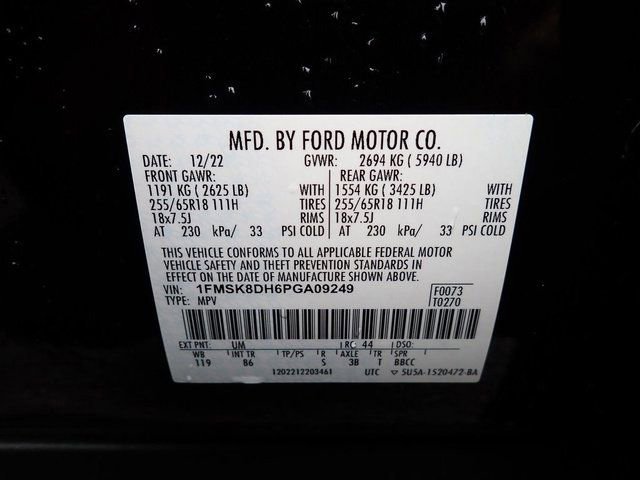 MFD. BY FORD MOTOR CO.
DATE: 12/22 GVWR: 2694 KG (5940 LB)
FRONT GAWR: REAR GAWR:
1191 KG (2625 LB) WITH 1554 KG (3425 LB) WITH
255/65R18 111H TIRES 255/65R18 111H TIRES
18x7.5J RIMS 18x7.5J RIMS
AT 230 kPa/ 33 PSI COLD AT 230 kPa/ 33 PSI COLD
THIS VEHICLE CONFORMS TO ALL APPLICABLE FEDERAL MOTOR
VEHICLE SAFETY AND THEFT PREVENTION STANDARDS IN
EFFECT ON THE DATE OF MANUFACTURE SHOWN ABOVE.
VIN: 1FMSK8DH6PGA09249 F0073
TYPE: MPV T0270
EXT PNT: UM RC 44 DSO:
WB INT TR TP/PS R AXLE TR SPR
119 B6 S 3B T BBCC
1202212203461 UTC ▽ 5U5A-1520472-BA